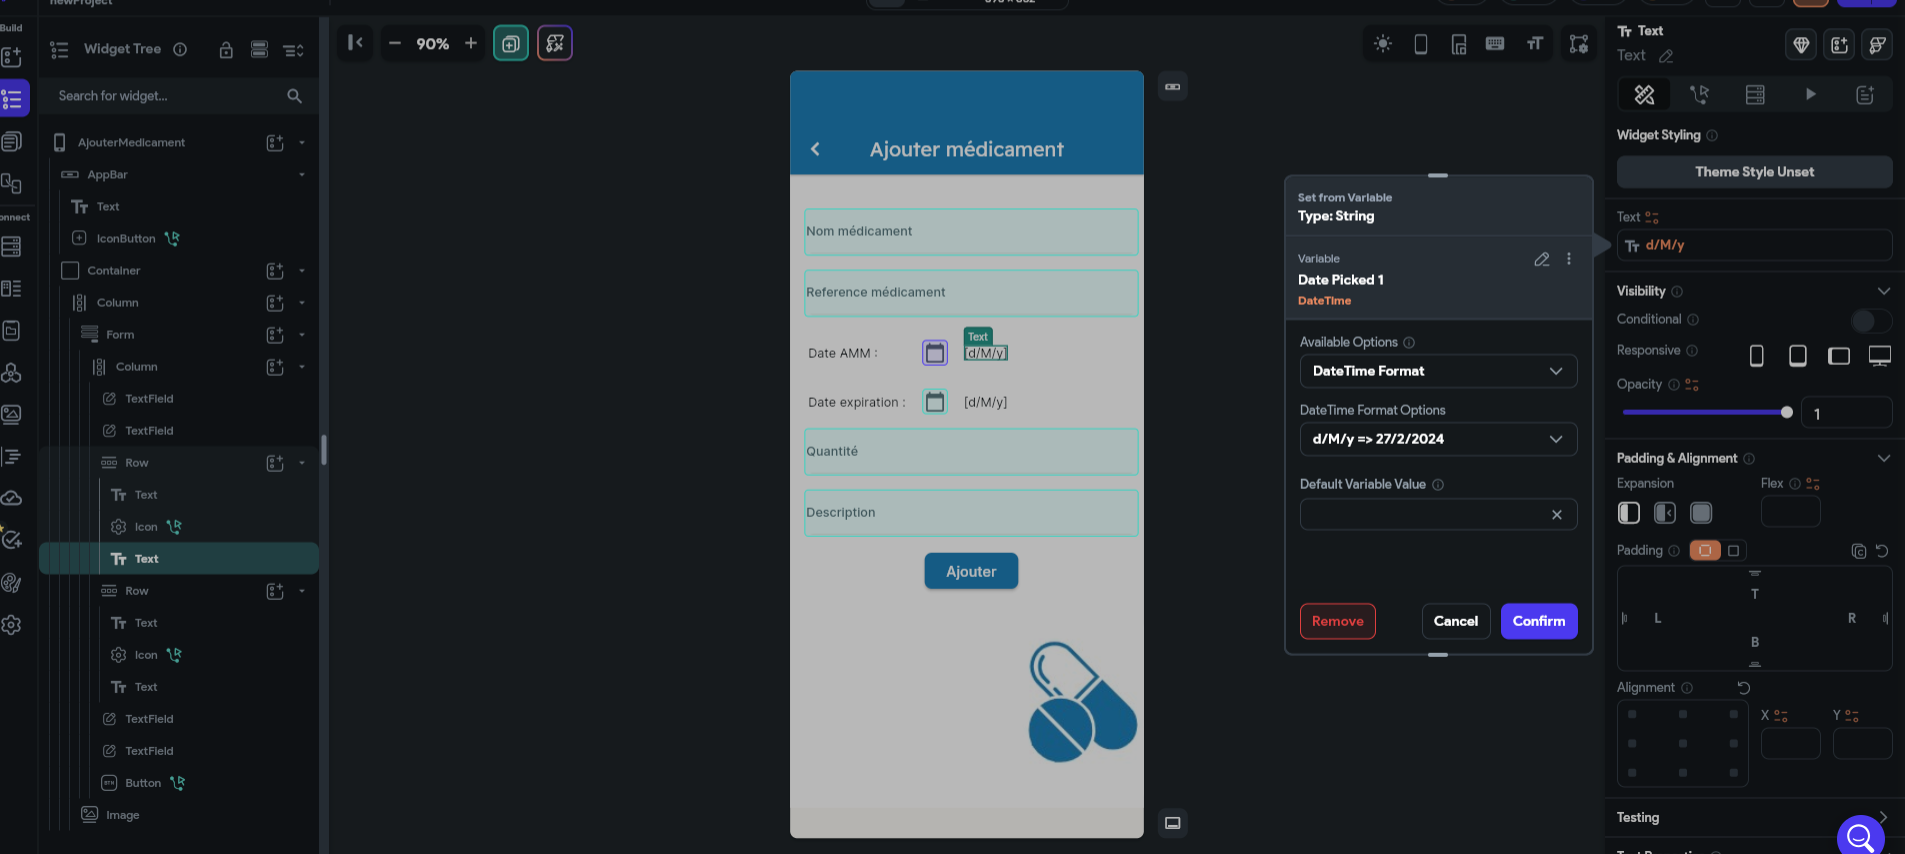 newProject
Build
Widget Tree
Search for widget...
AjouterMedicament
AppBar
Text
IconButton
onnect
Container
Column
Form
Column
TextField
TextField
Row
Text
Icon
Text
Row
Text
Icon
Text
TextField
TextField
Button
Image
90%
Ajouter médicament
Nom médicament
Reference médicament
Text
Date AMM :
[d/M/y]
Date expiration :
[d/M/y]
Quantité
Description
Ajouter
Set from Variable
Type: String
Variable
Date Picked 1
DateTime
Available Options
DateTime Format
DateTime Format Options
d/M/y => 27/2/2024
Default Variable Value
Remove
Cancel
Confirm
Text
Text
Widget Styling
Theme Style Unset
Text
d/M/y
Visibility
Conditional
Responsive
Opacity
1
Padding & Alignment
Expansion
Flex
Padding
T
L
R
B
Alignment
X
Y
Testing